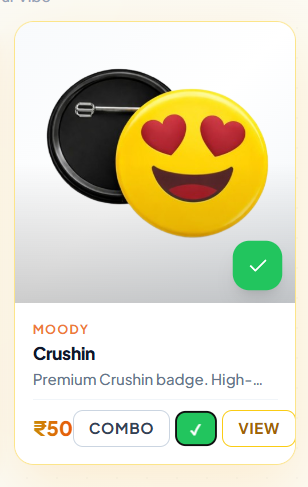 MOODY
Crushin
Premium Crushin badge. High-...
₹50 COMBO ✓ VIEW